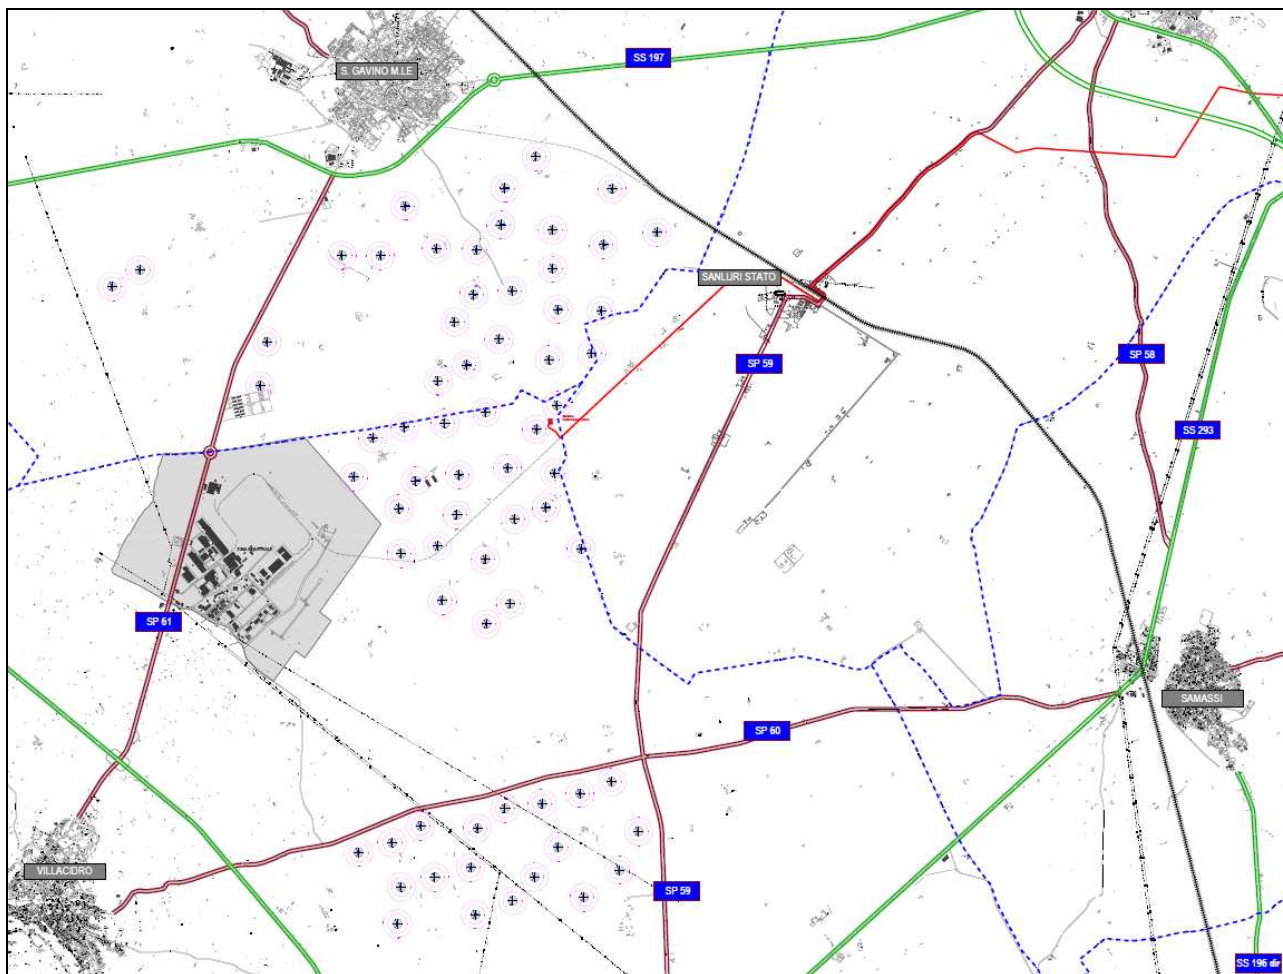 SS 197
S. GAVINO M.LE
SANLURI STATO
SP 59
SP 58
SS 293
SP 61
SAMASSI
SP 60
VILLACIDRO
SP 59
SS 196 dir